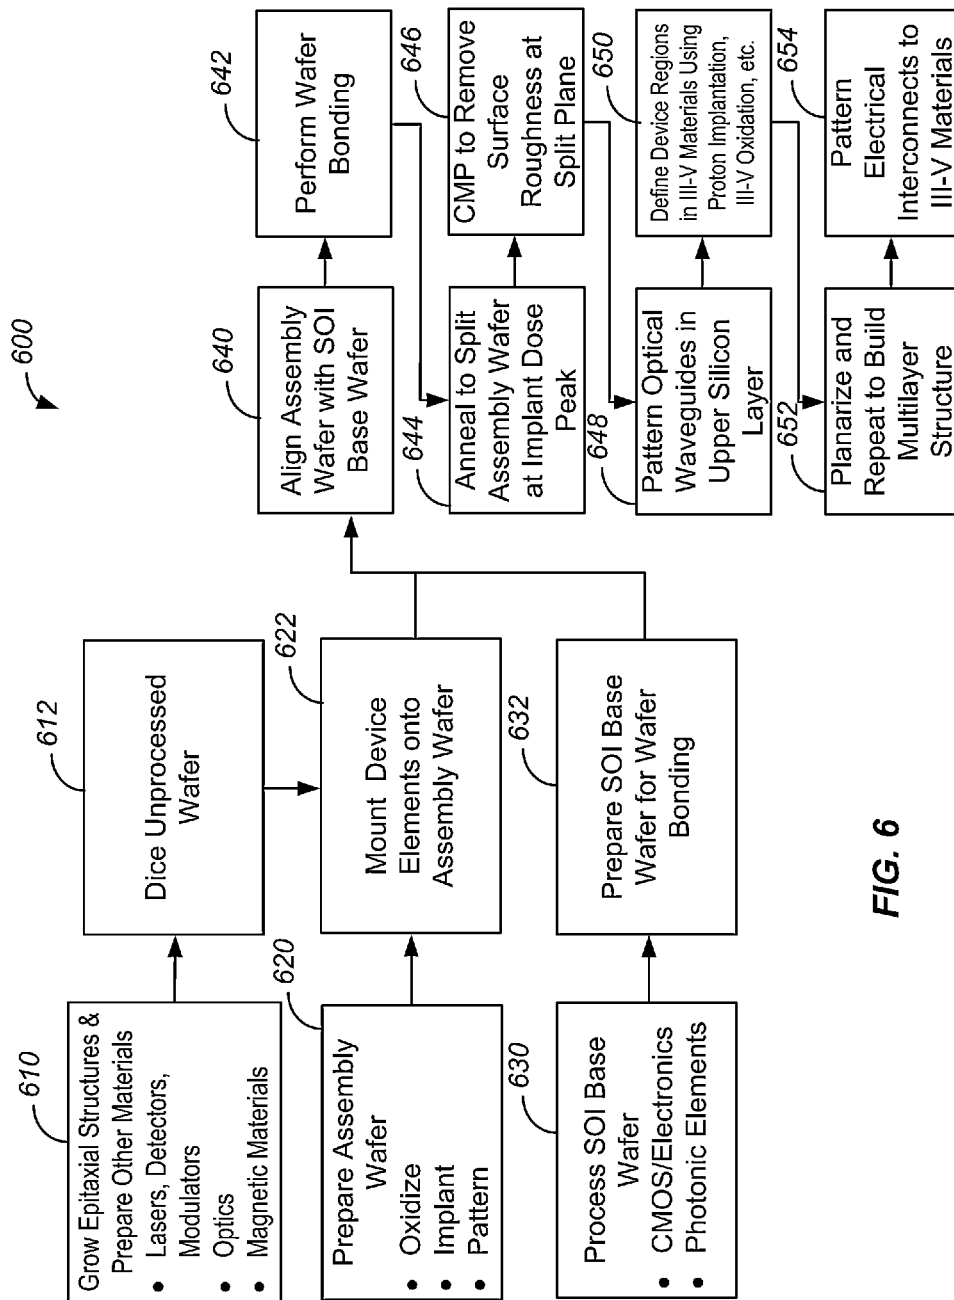 600
610
Grow Epitaxial Structures &
Prepare Other Materials
• Lasers, Detectors,
Modulators
• Optics
• Magnetic Materials
612
Dice Unprocessed
Wafer
620
Prepare Assembly
Wafer
• Oxidize
• Implant
• Pattern
622
Mount Device
Elements onto
Assembly Wafer
630
Process SOI Base
Wafer
• CMOS/Electronics
• Photonic Elements
632
Prepare SOI Base
Wafer for Wafer
Bonding
640
Align Assembly
Wafer with SOI
Base Wafer
642
Perform Wafer
Bonding
644
Anneal to Split
Assembly Wafer
at Implant Dose
Peak
646
CMP to Remove
Surface
Roughness at
Split Plane
648
Pattern Optical
Waveguides in
Upper Silicon
Layer
650
Define Device Regions
in III-V Materials Using
Proton Implantation,
III-V Oxidation, etc.
652
Planarize and
Repeat to Build
Multilayer
Structure
654
Pattern
Electrical
Interconnects to
III-V Materials
FIG. 6